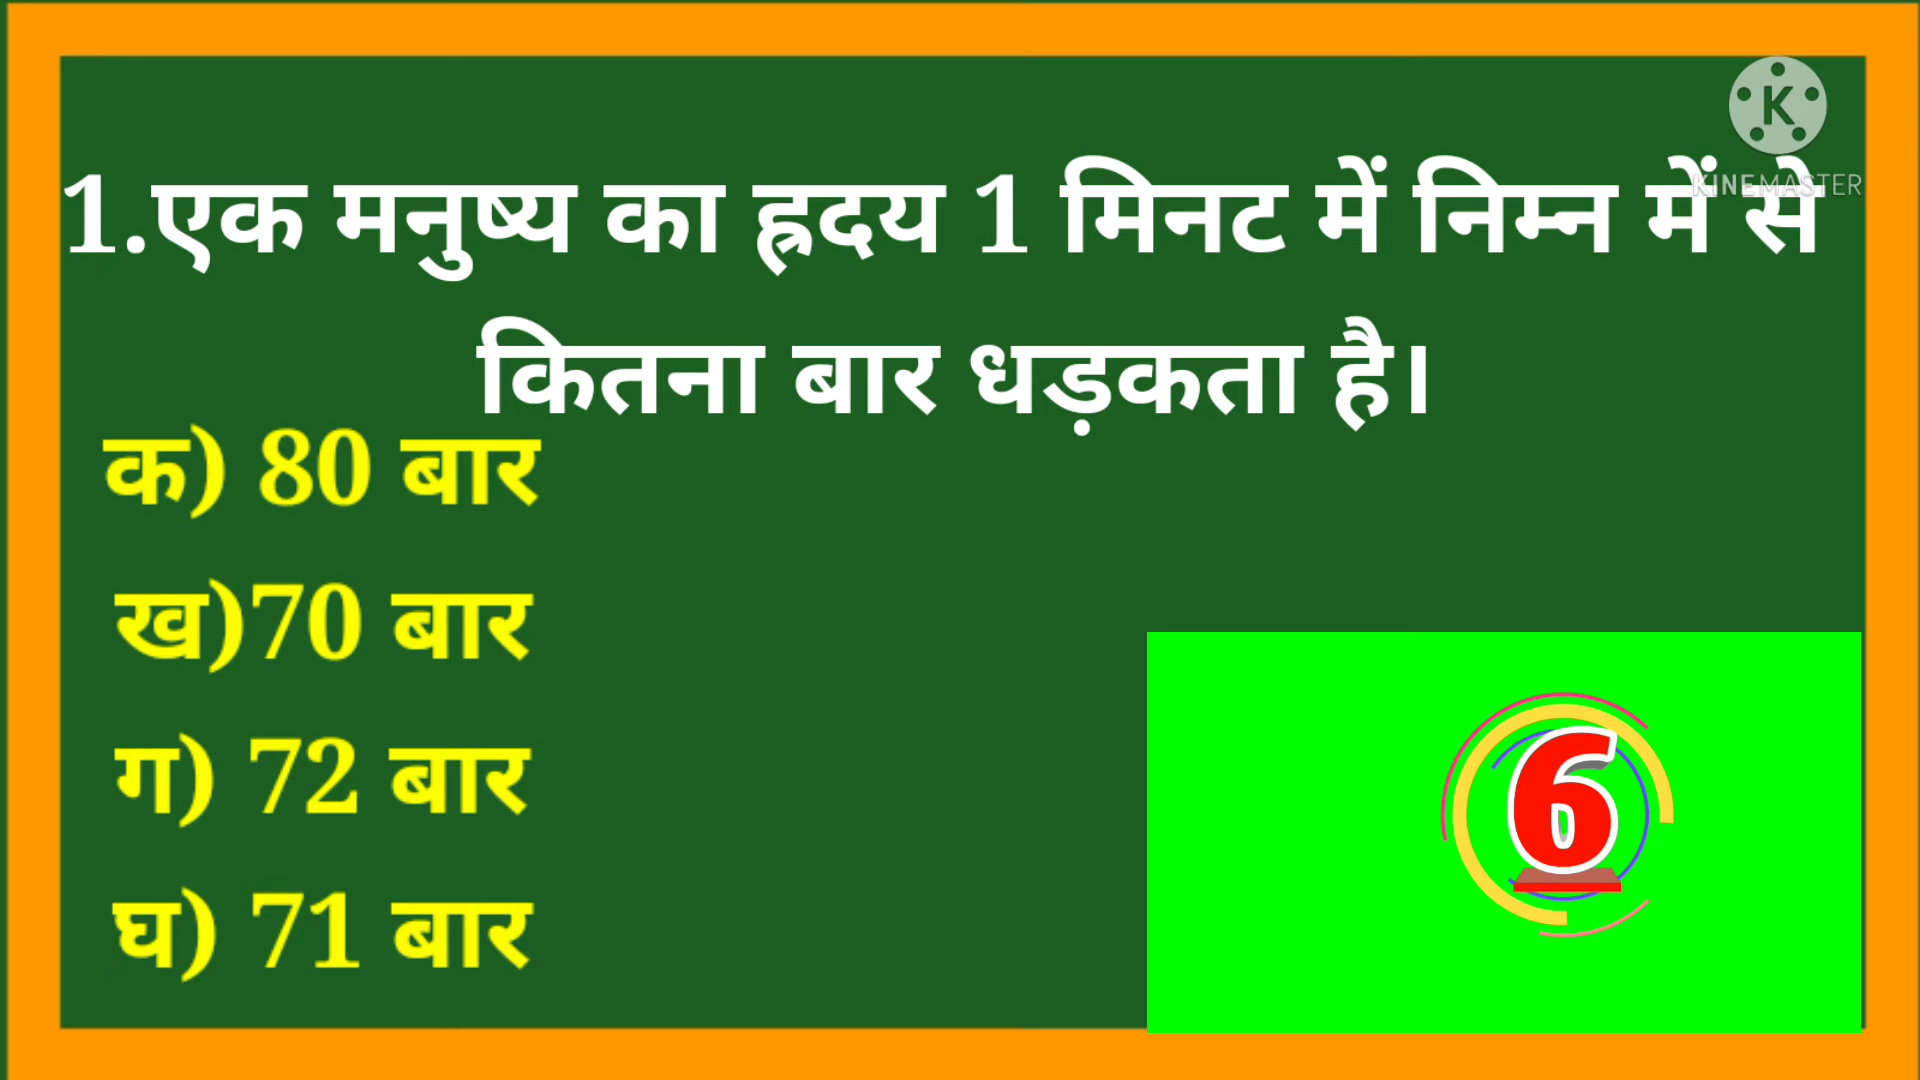 K
KINEMASTER
1.एक मनुष्य का ह्रदय 1 मिनट में निम्न में से
कितना बार धड़कता है।
क) 80 बार
ख)70 बार
ग) 72 बार
घ) 71 बार
6